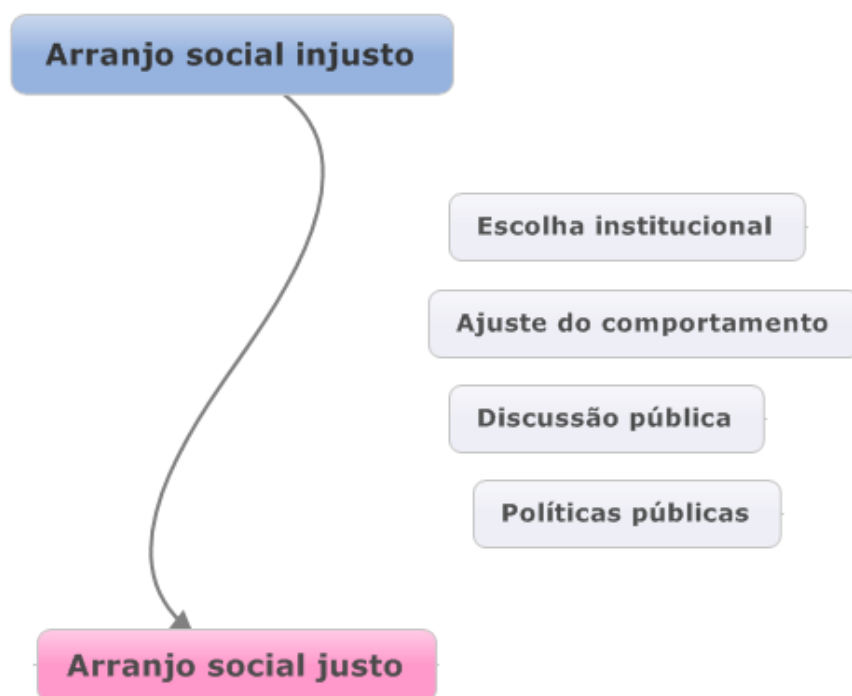 Arranjo social injusto
Escolha institucional
Ajuste do comportamento
Discussão pública
Políticas públicas
Arranjo social justo